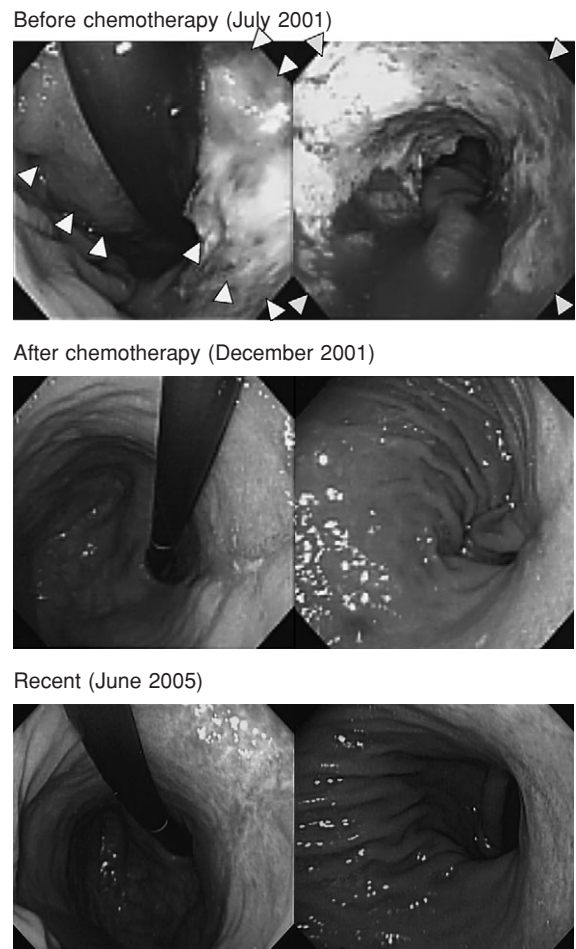 Before chemotherapy (July 2001)
After chemotherapy (December 2001)
Recent (June 2005)